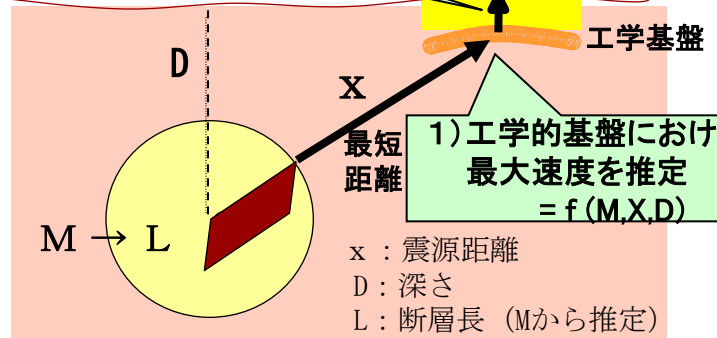 D
工学基盤
x
最短
距離
1)工学的基盤におけ
最大速度を推定
= f (M,X,D)
M → L
x ：震源距離
D：深さ
L：断層長 (Mから推定)